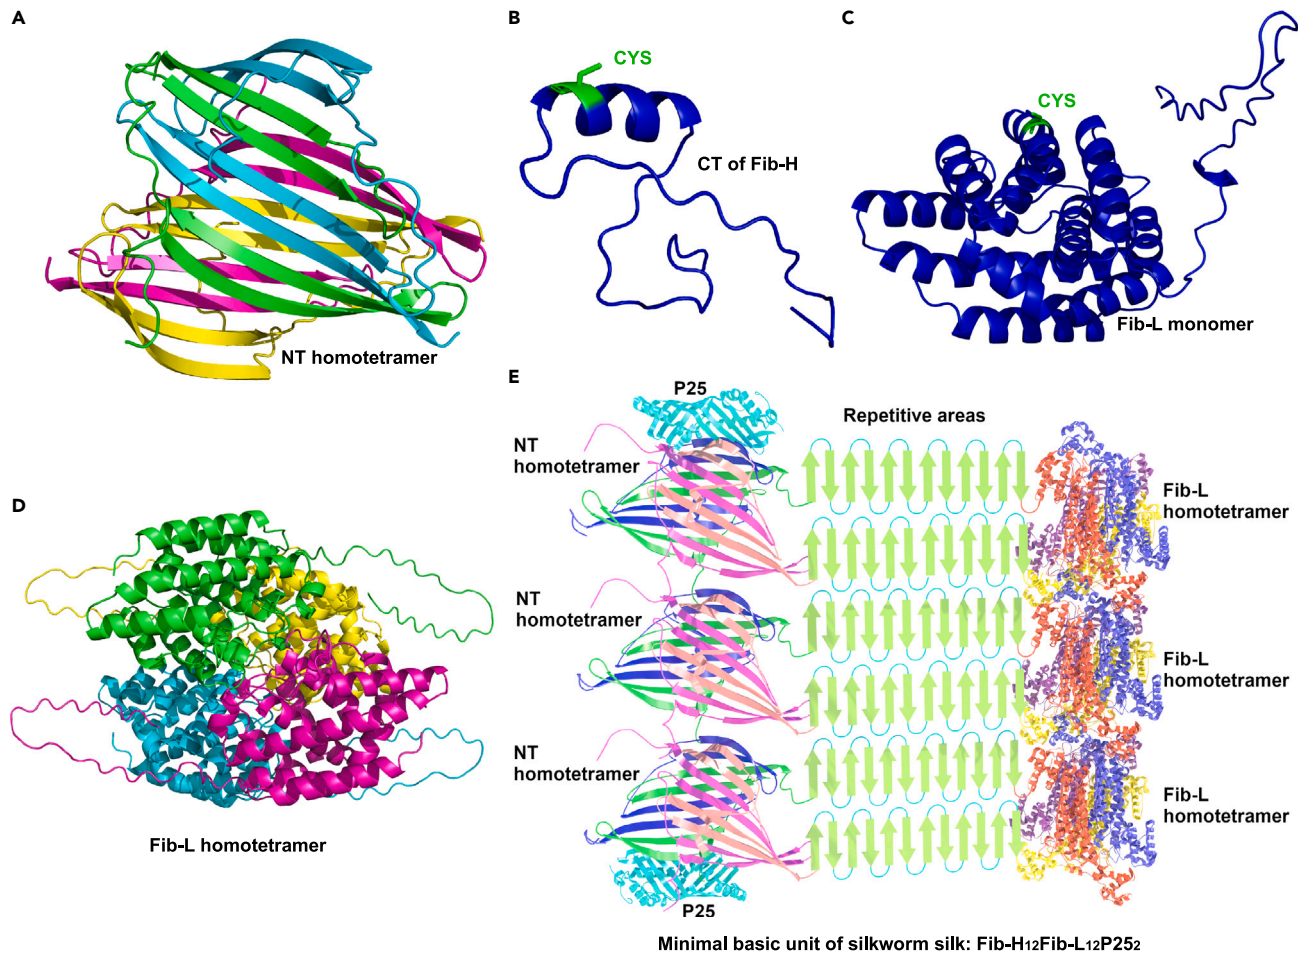 A
NT homotetramer
B
CYS
CT of Fib-H
C
CYS
Fib-L monomer
D
Fib-L homotetramer
E
P25
Repetitive areas
NT
homotetramer
Fib-L
homotetramer
NT
homotetramer
Fib-L
homotetramer
NT
homotetramer
Fib-L
homotetramer
P25
Minimal basic unit of silkworm silk: Fib-H₁₂Fib-L₁₂P25₂